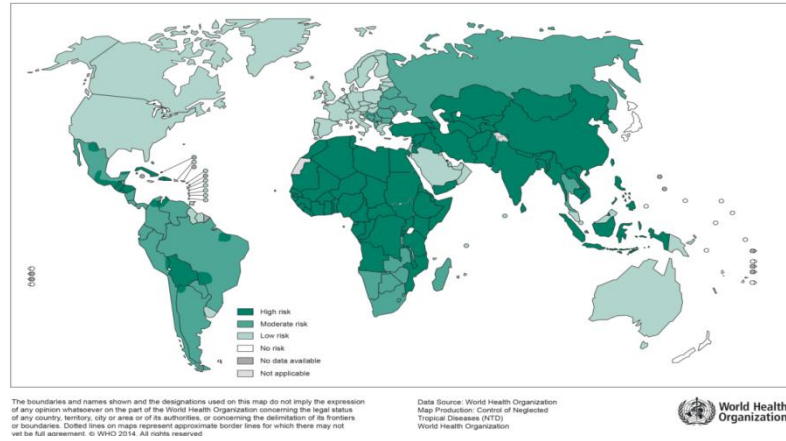 High risk
Moderate risk
Low risk
No risk
No data available
Not applicable
The boundaries and names shown and the designations used on this map do not imply the expression
of any opinion whatsoever on the part of the World Health Organization concerning the legal status
of any country, territory, city or area or of its authorities, or concerning the delimitation of its frontiers
or boundaries. Dotted lines on maps represent approximate border lines for which there may not
yet be full agreement. © WHO 2014. All rights reserved
Data Source: World Health Organization
Map Production: Control of Neglected
Tropical Diseases (NTD)
World Health Organization
World Health
Organization